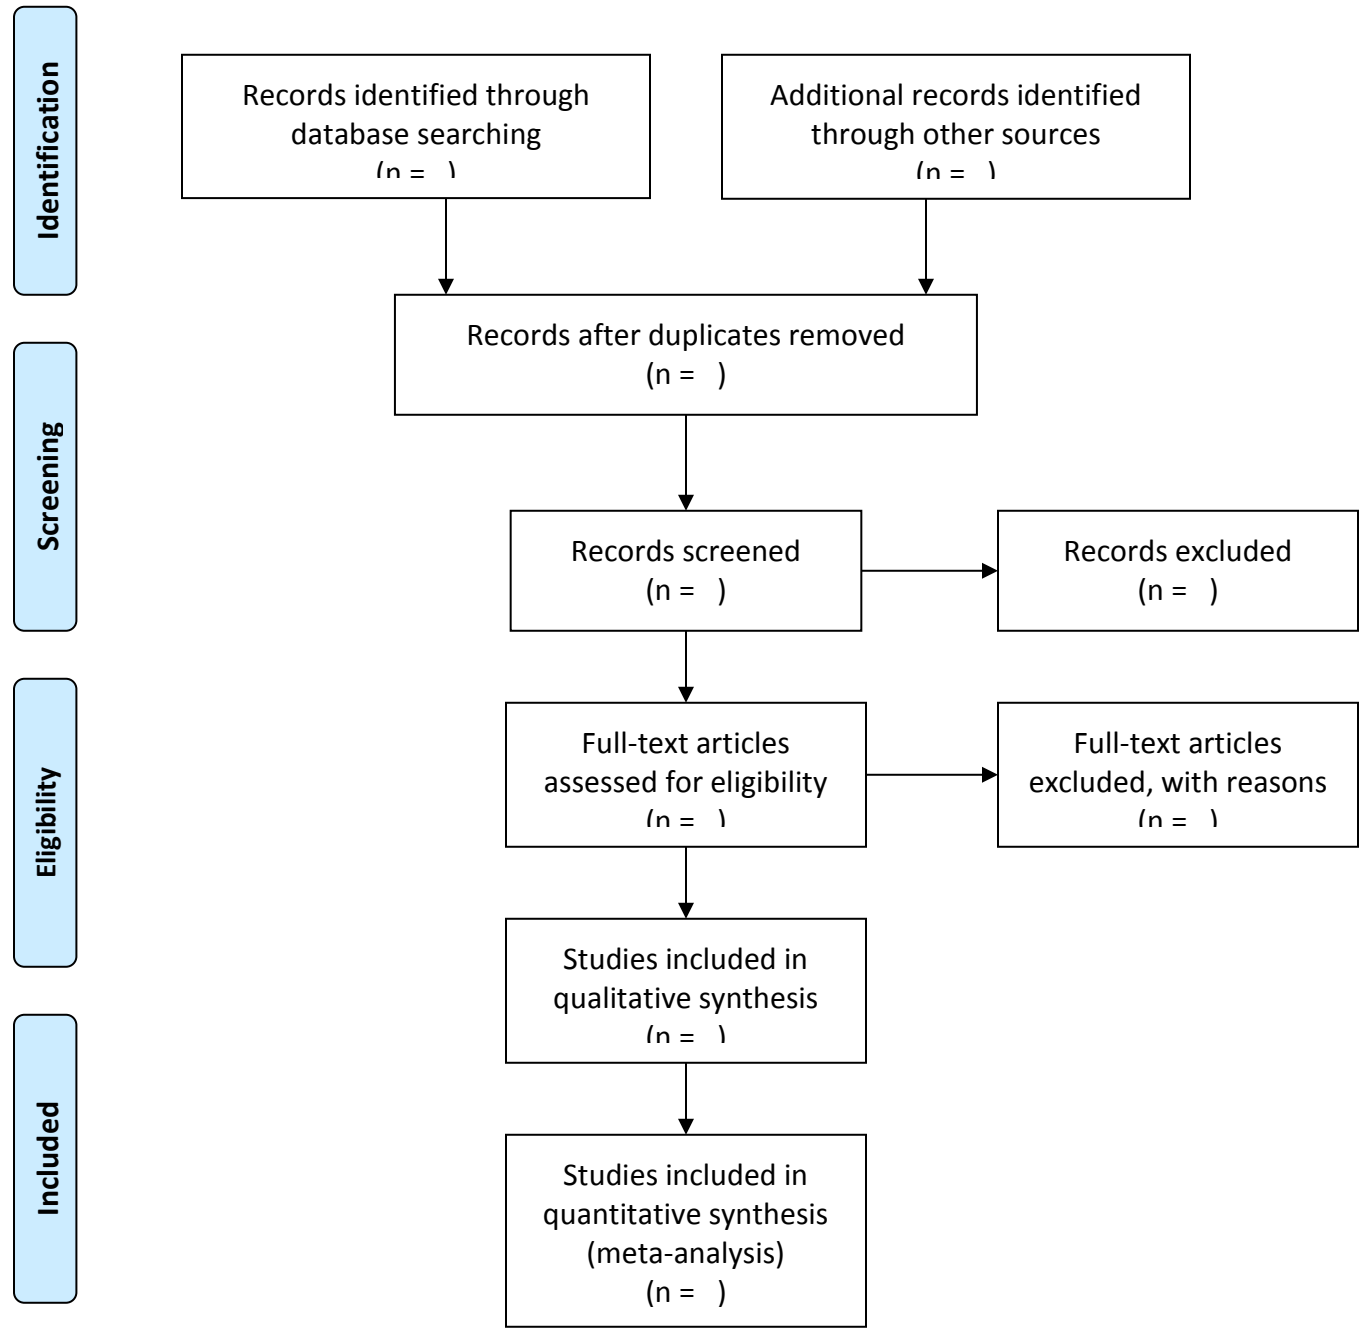 Identification
Records identified through
database searching
(n =   )
Additional records identified
through other sources
(n =   )
Records after duplicates removed
(n =   )
Screening
Records screened
(n =   )
Records excluded
(n =   )
Eligibility
Full-text articles
assessed for eligibility
(n =   )
Full-text articles
excluded, with reasons
(n =   )
Studies included in
qualitative synthesis
(n =   )
Included
Studies included in
quantitative synthesis
(meta-analysis)
(n =   )